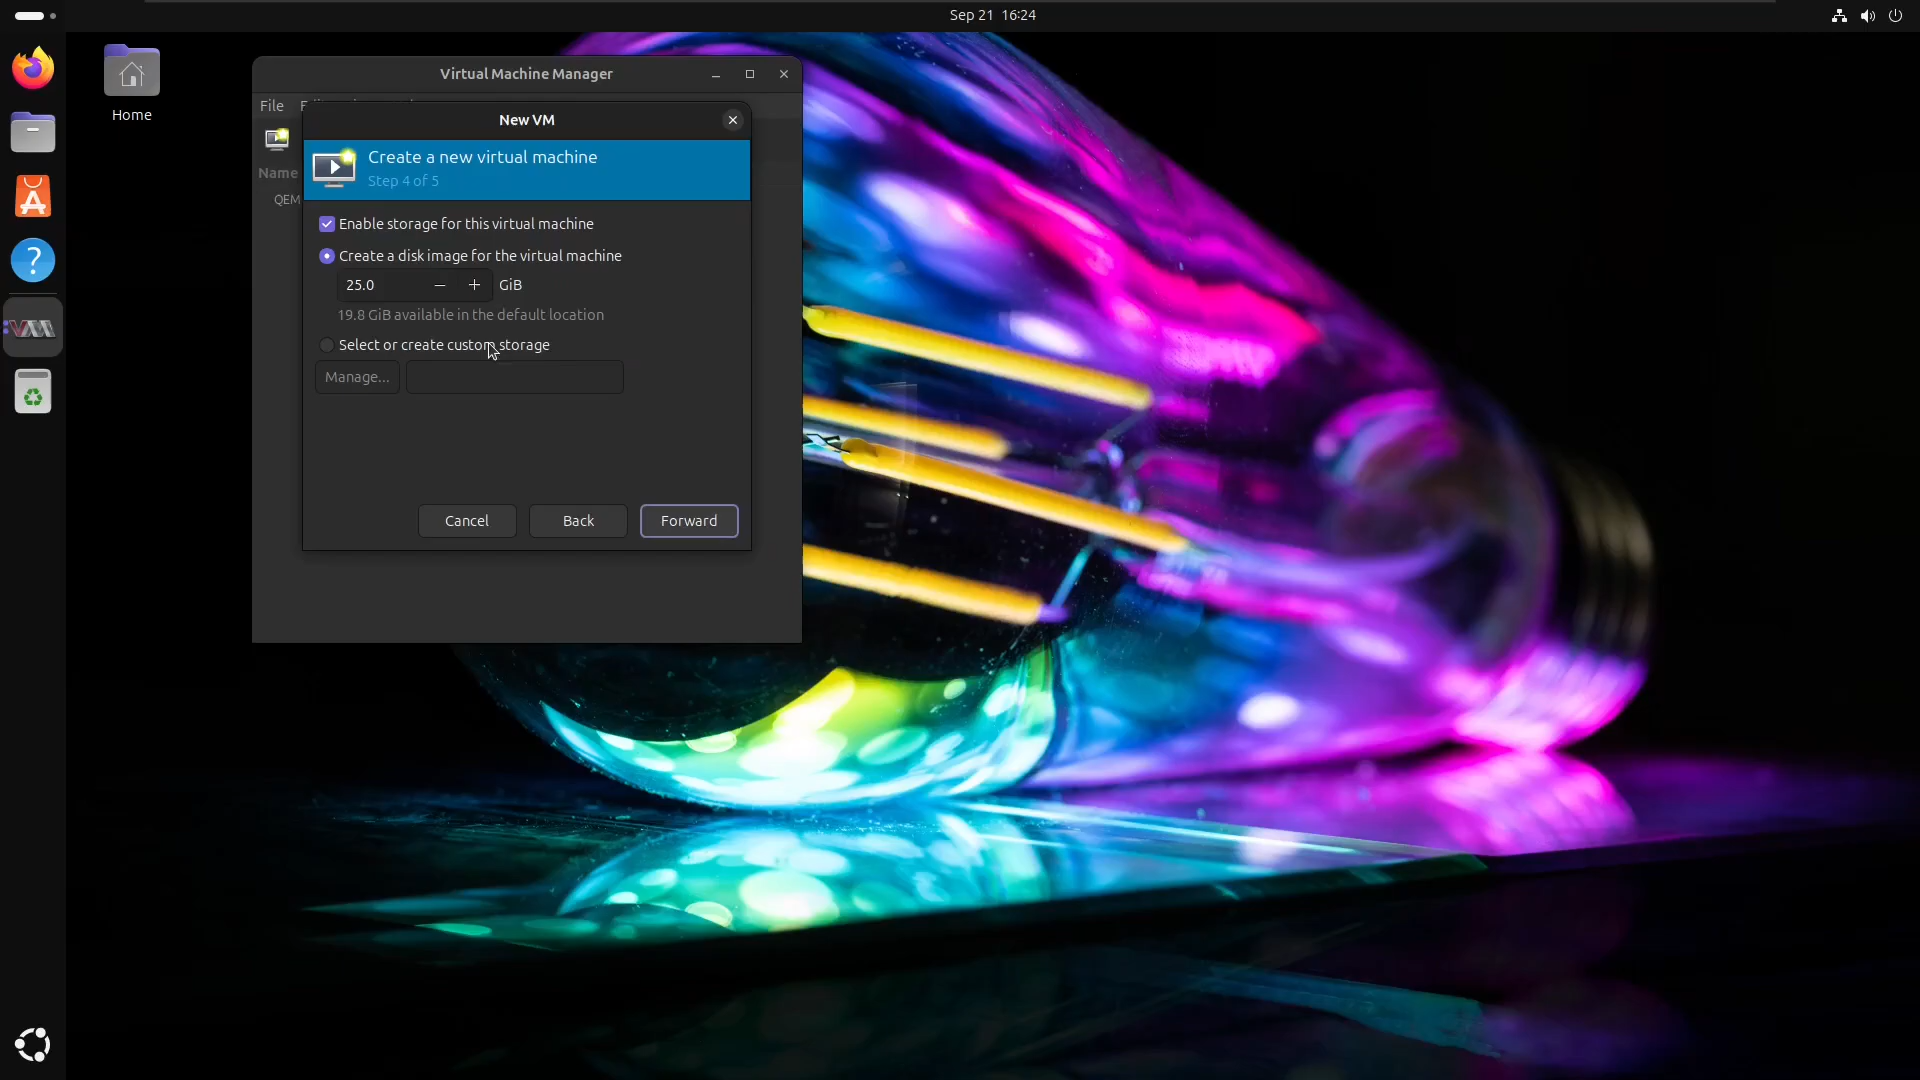 Sep 21 16:24
Home
Virtual Machine Manager
File
New VM
Create a new virtual machine
Step 4 of 5
Name
QEM
Enable storage for this virtual machine
Create a disk image for the virtual machine
25.0 − + GiB
19.8 GiB available in the default location
Select or create custom storage
Manage...
Cancel Back Forward